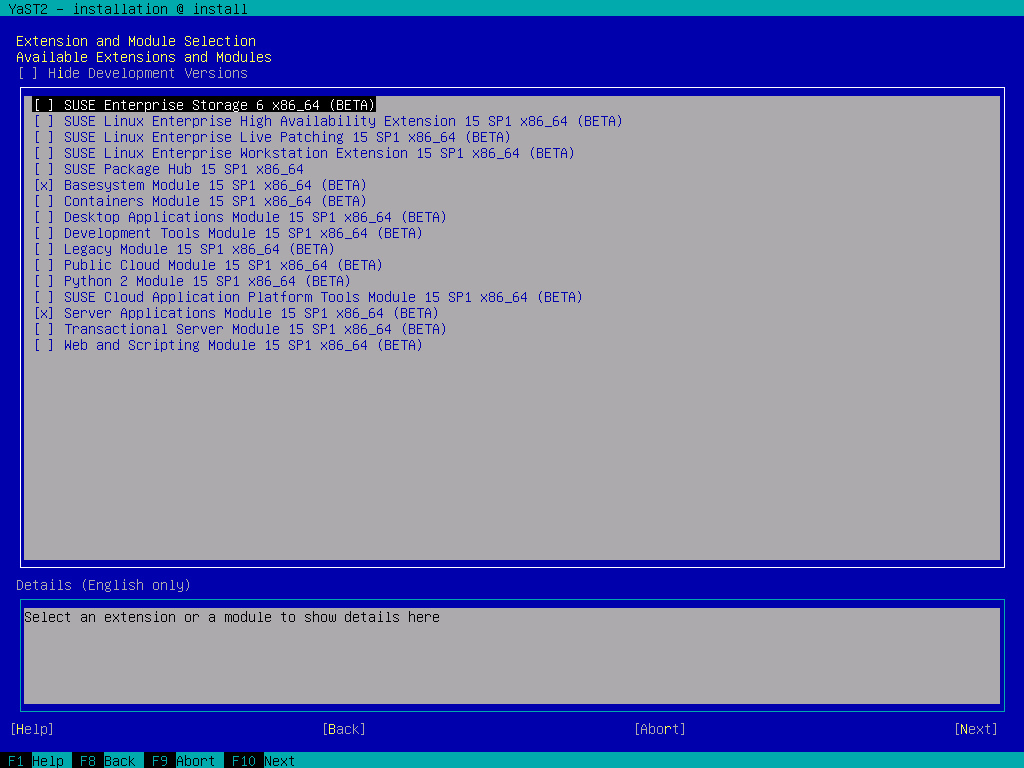 YaST2 - installation @ install
Extension and Module Selection
Available Extensions and Modules
[ ] Hide Development Versions
[ ] SUSE Enterprise Storage 6 x86_64 (BETA)
[ ] SUSE Linux Enterprise High Availability Extension 15 SP1 x86_64 (BETA)
[ ] SUSE Linux Enterprise Live Patching 15 SP1 x86_64 (BETA)
[ ] SUSE Linux Enterprise Workstation Extension 15 SP1 x86_64 (BETA)
[ ] SUSE Package Hub 15 SP1 x86_64
[x] Basesystem Module 15 SP1 x86_64 (BETA)
[ ] Containers Module 15 SP1 x86_64 (BETA)
[ ] Desktop Applications Module 15 SP1 x86_64 (BETA)
[ ] Development Tools Module 15 SP1 x86_64 (BETA)
[ ] Legacy Module 15 SP1 x86_64 (BETA)
[ ] Public Cloud Module 15 SP1 x86_64 (BETA)
[ ] Python 2 Module 15 SP1 x86_64 (BETA)
[ ] SUSE Cloud Application Platform Tools Module 15 SP1 x86_64 (BETA)
[x] Server Applications Module 15 SP1 x86_64 (BETA)
[ ] Transactional Server Module 15 SP1 x86_64 (BETA)
[ ] Web and Scripting Module 15 SP1 x86_64 (BETA)
Details (English only)
Select an extension or a module to show details here
[Help] [Back] [Abort] [Next]
F1 Help F8 Back F9 Abort F10 Next